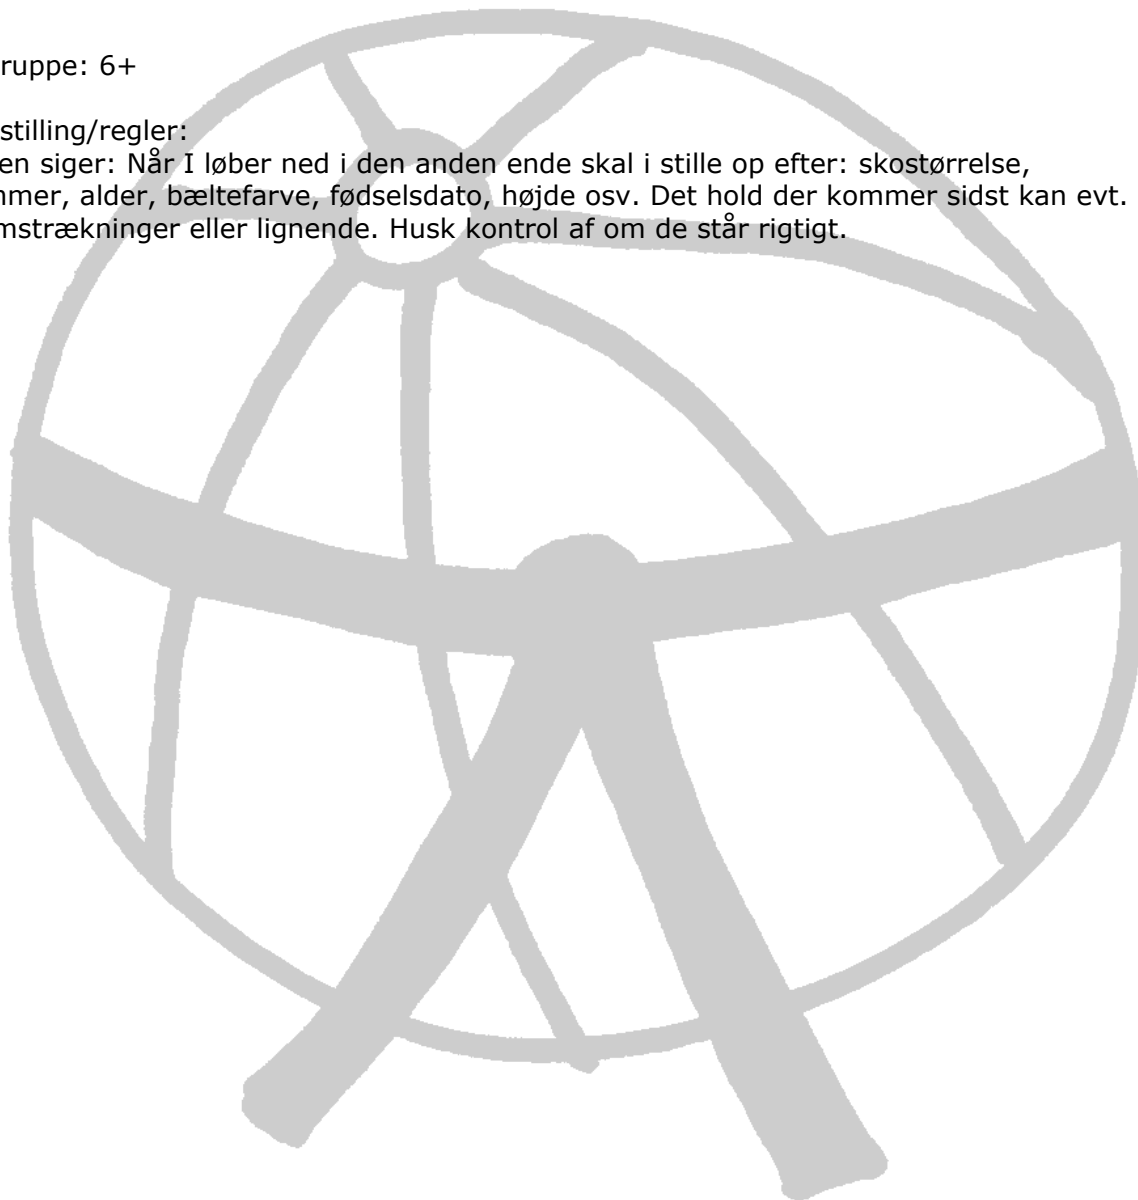 ruppe: 6+
stilling/regler:
en siger: Når I løber ned i den anden ende skal i stille op efter: skostørrelse,
nmer, alder, bæltefarve, fødselsdato, højde osv. Det hold der kommer sidst kan evt.
mstrækninger eller lignende. Husk kontrol af om de står rigtigt.